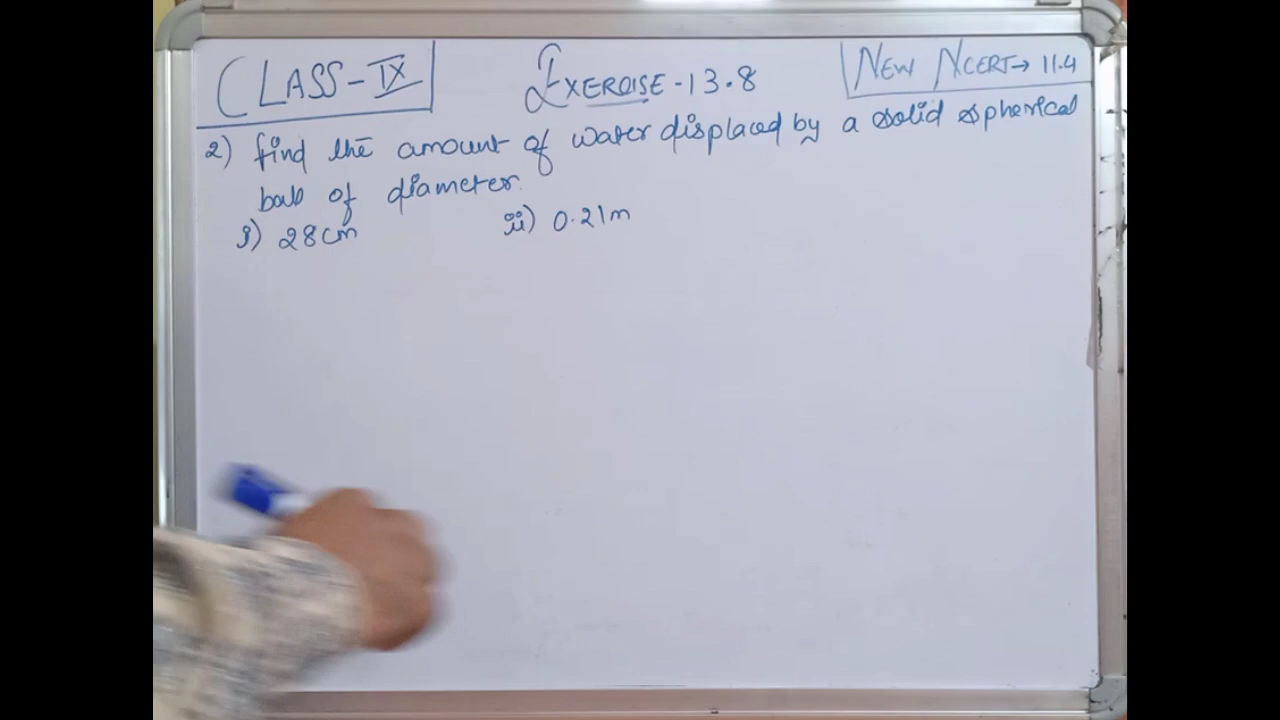 CLASS-IX
EXERCISE-13.8
NEW NCERT→ 11.4
2) find the amount of water displaced by a solid spherical
ball of diameter.
i) 28cm
ii) 0.21m